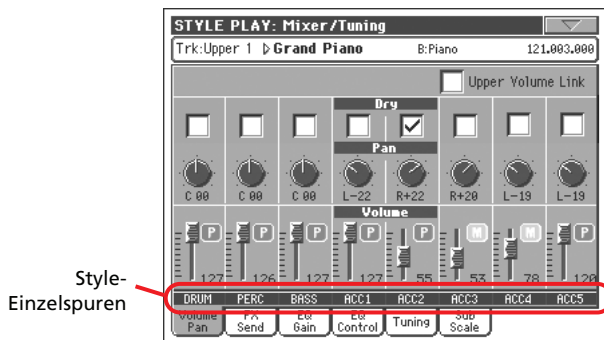 STYLE PLAY: Mixer/Tuning
Trk:Upper 1 ▷Grand Piano B:Piano 121.003.000
Upper Volume Link
Dry
Pan
C 00 C 00 C 00 L-22 R+22 R+20 L-19 L-19
Volume
P P P P P M M P
127 126 127 127 55 53 78 120
Style-
Einzelspuren
DRUM PERC BASS ACC1 ACC2 ACC3 ACC4 ACC5
Volume Pan FX Send EQ Gain EQ Control Tuning Sub Scale